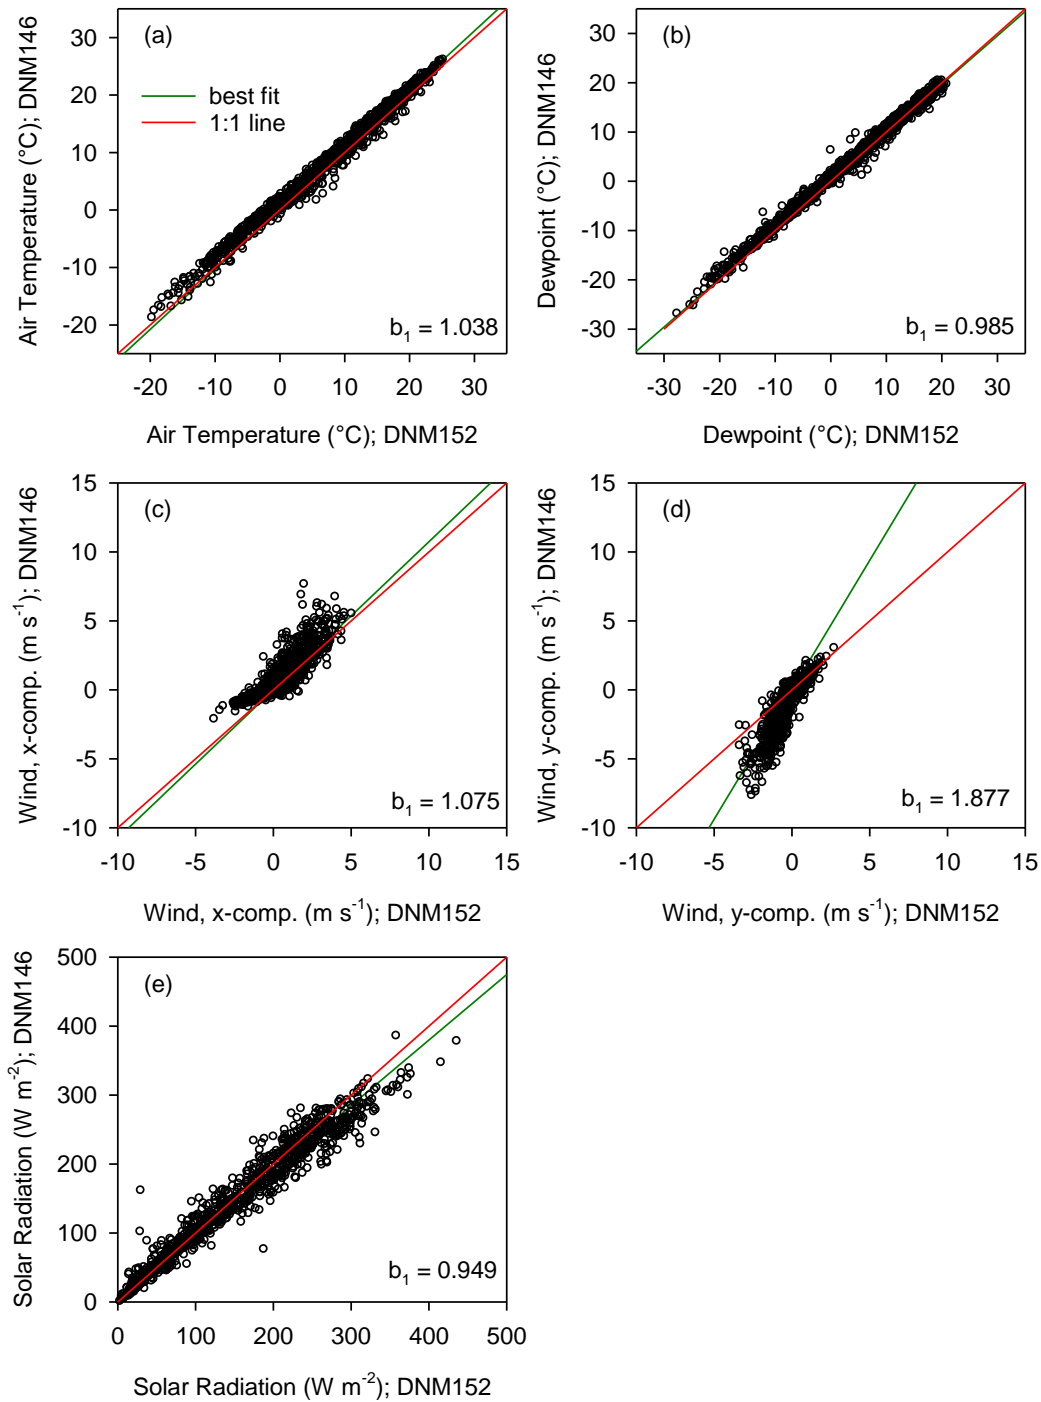 (a)
best fit
1:1 line
b₁ = 1.038
30
20
10
0
-10
-20
-20 -10 0 10 20 30
Air Temperature (°C); DNM146
Air Temperature (°C); DNM152
(b)
b₁ = 0.985
30
20
10
0
-10
-20
-30
-30 -20 -10 0 10 20 30
Dewpoint (°C); DNM146
Dewpoint (°C); DNM152
(c)
b₁ = 1.075
15
10
5
0
-5
-10
-10 -5 0 5 10 15
Wind, x-comp. (m s⁻¹); DNM146
Wind, x-comp. (m s⁻¹); DNM152
(d)
b₁ = 1.877
15
10
5
0
-5
-10
-10 -5 0 5 10 15
Wind, y-comp. (m s⁻¹); DNM146
Wind, y-comp. (m s⁻¹); DNM152
(e)
b₁ = 0.949
500
400
300
200
100
0
0 100 200 300 400 500
Solar Radiation (W m⁻²); DNM146
Solar Radiation (W m⁻²); DNM152